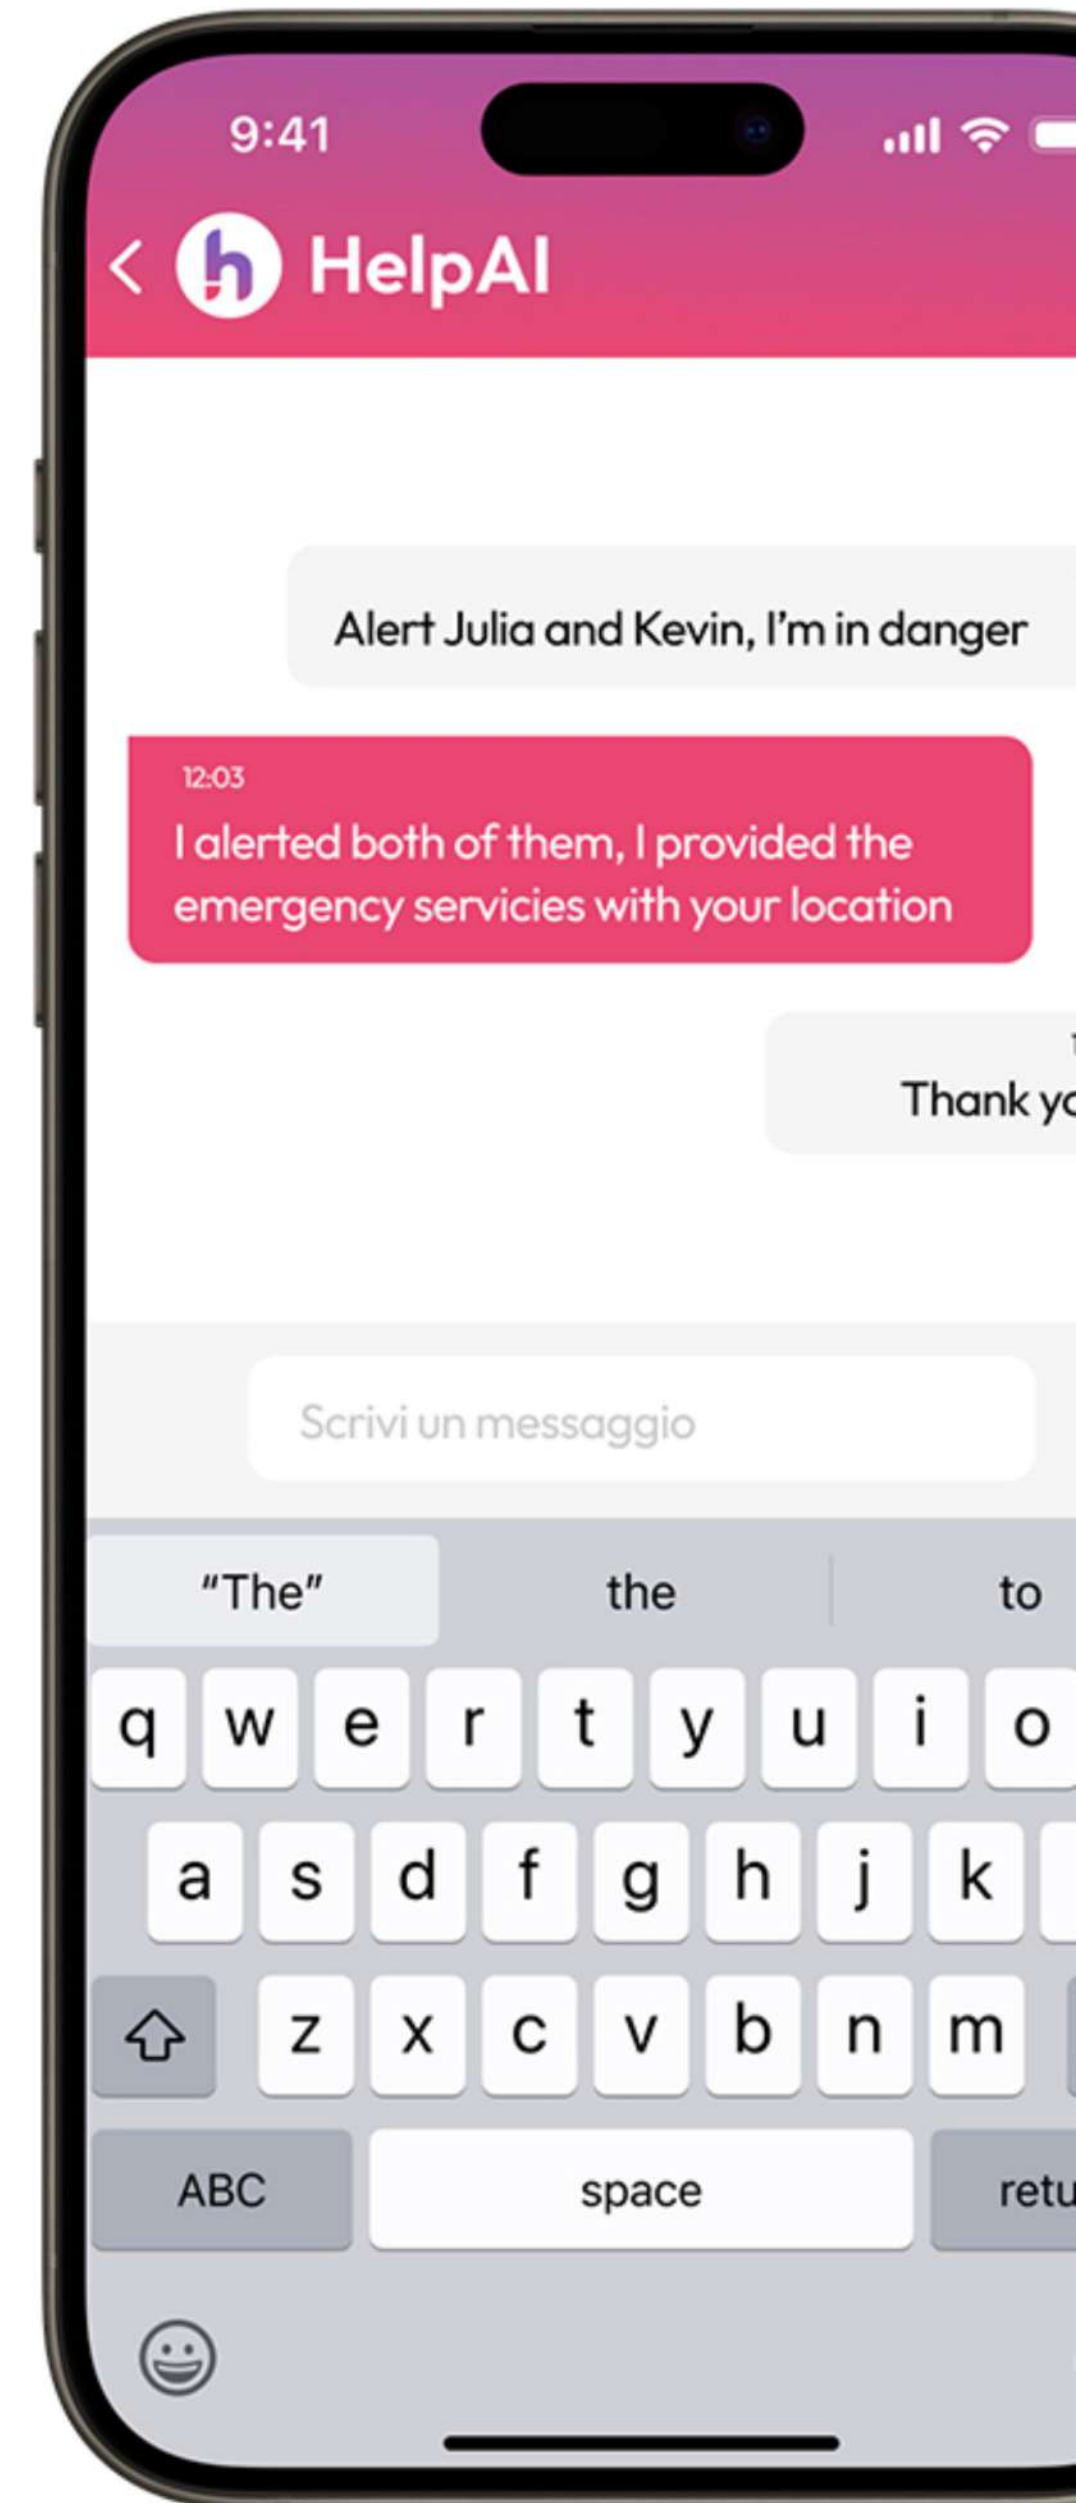 9:41
HelpAI
Alert Julia and Kevin, I'm in danger
12:03
I alerted both of them, I provided the
emergency servicies with your location
Thank
Scrivi un messaggio
"The" the to
q w e r t y u i o
a s d f g h j k
z x c v b n m
ABC space